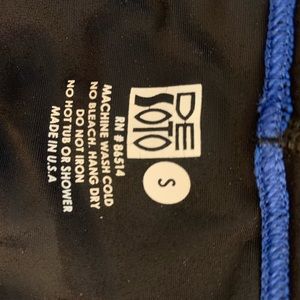 DE
SOTO
S
RN #86514
MACHINE WASH COLD
NO BLEACH. HANG DRY
DO NOT IRON
NO HOT TUB OR SHOWER
MADE IN U.S.A